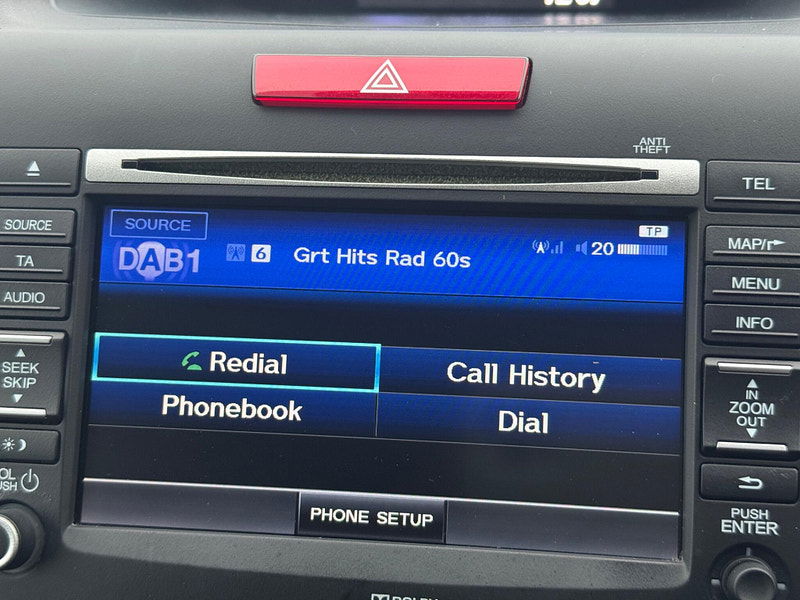 ANTI
THEFT
SOURCE
TP
DAB1
6
Grt Hits Rad 60s
20
Redial
Call History
Phonebook
Dial
PHONE SETUP
SOURCE
TA
AUDIO
SEEK
SKIP
TEL
MAP/
MENU
INFO
IN
ZOOM
OUT
PUSH
ENTER